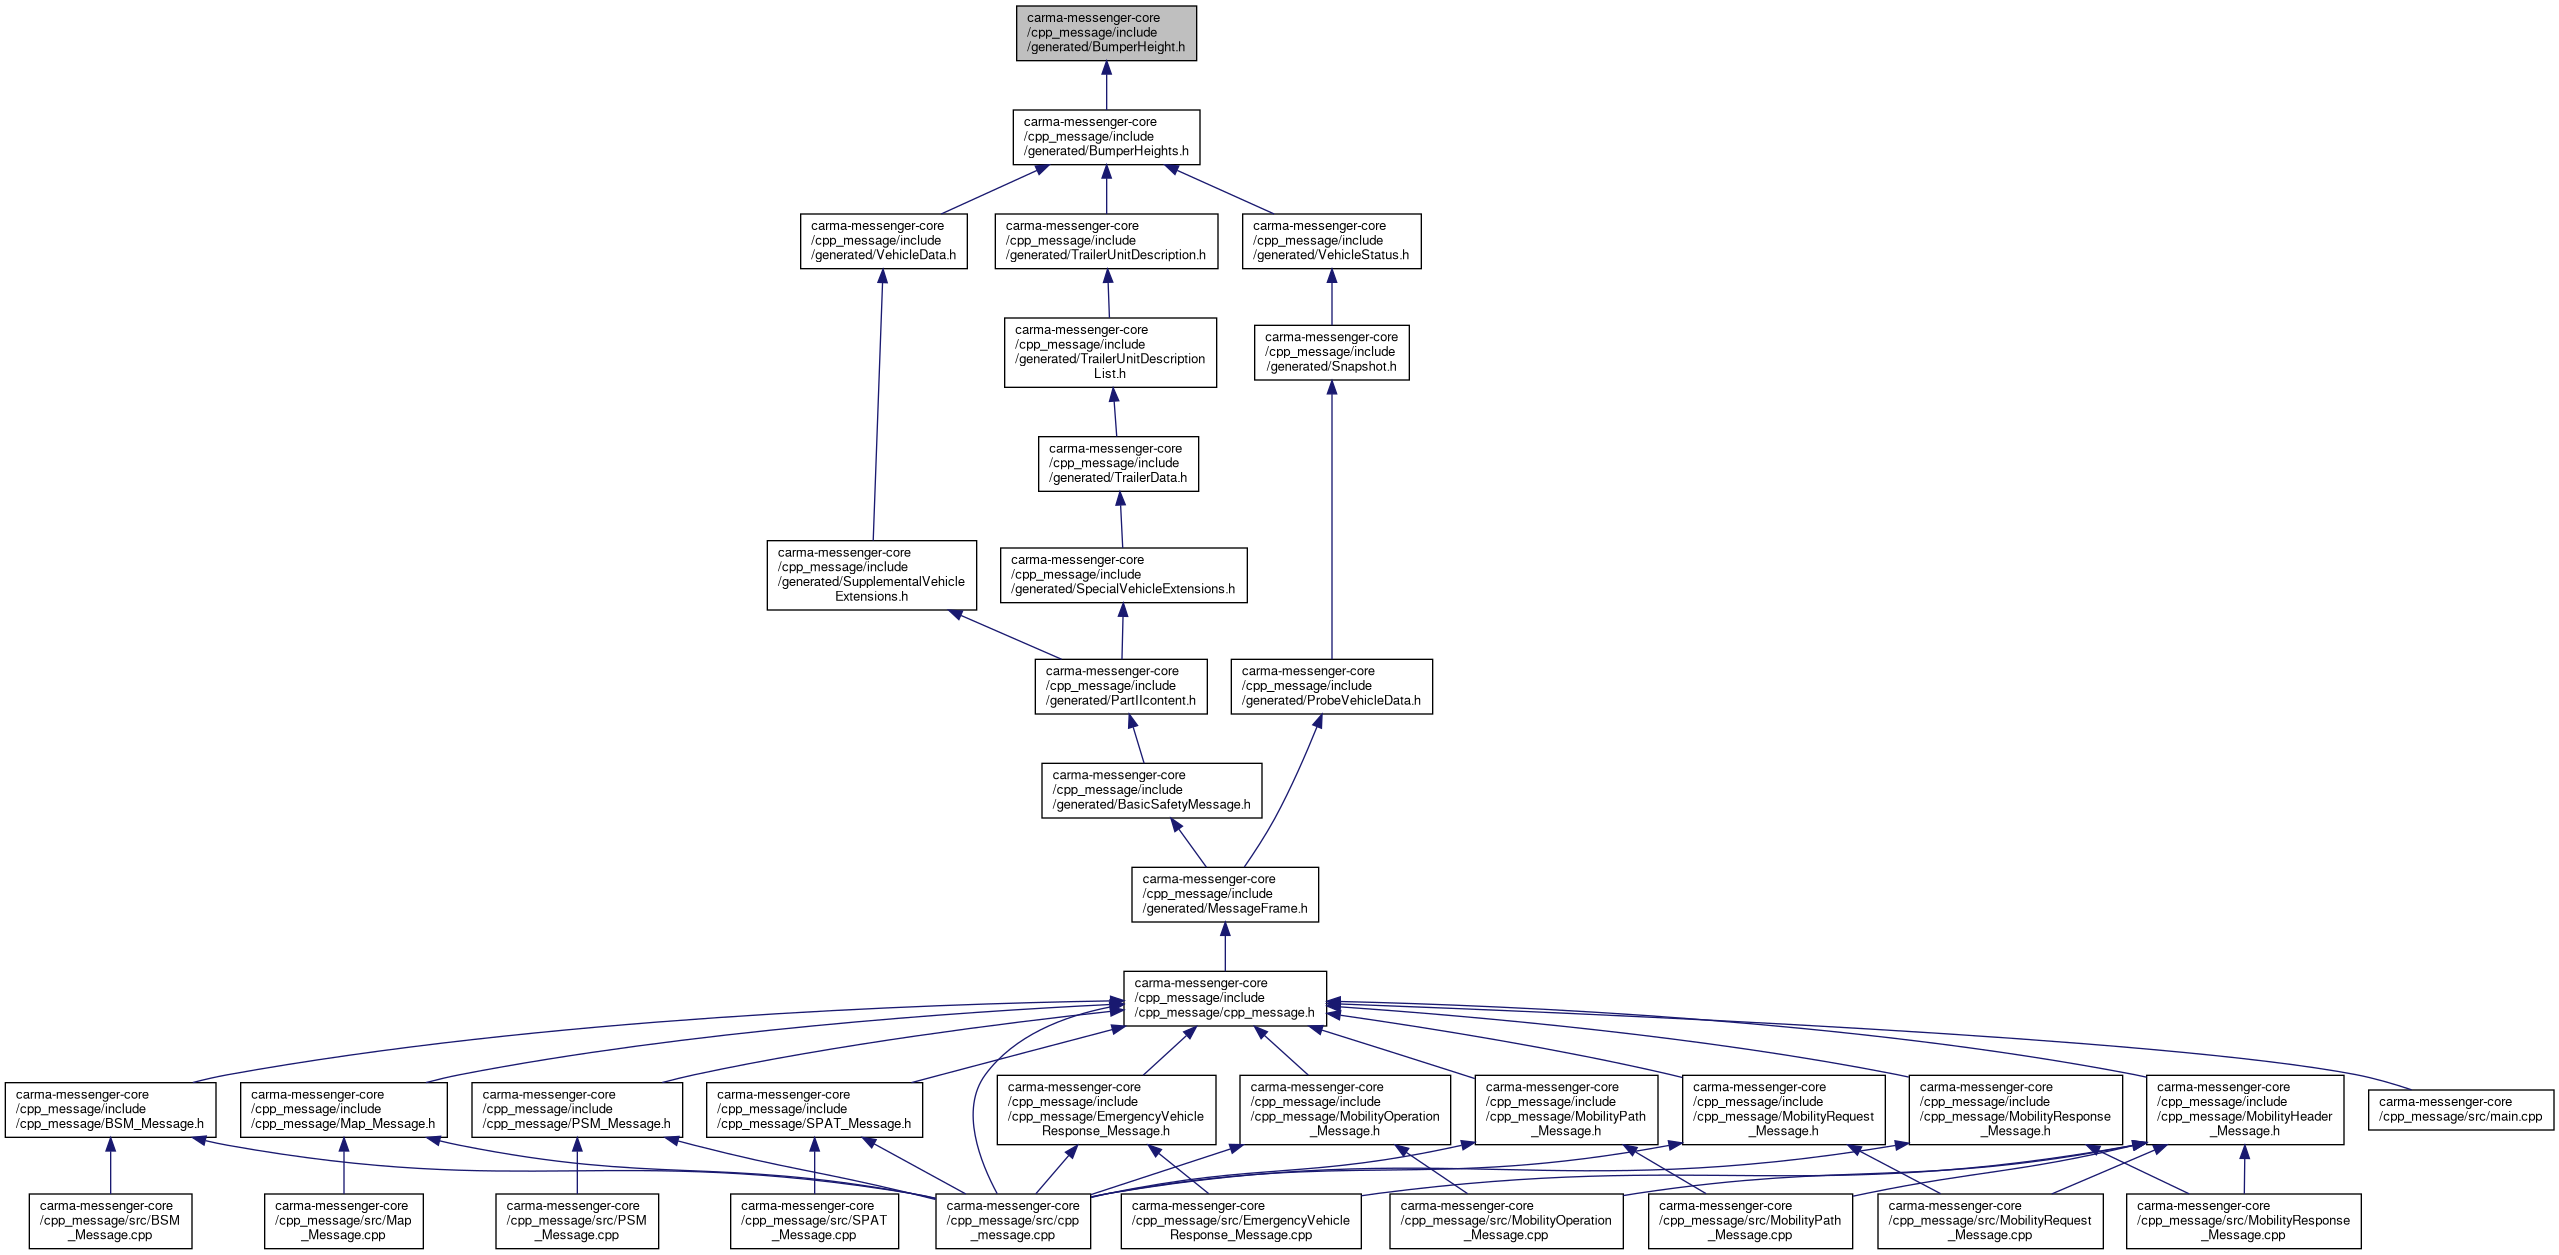 carma-messenger-core
/cpp_message/include
/generated/BumperHeight.h
carma-messenger-core
/cpp_message/include
/generated/BumperHeights.h
carma-messenger-core
/cpp_message/include
/generated/VehicleData.h
carma-messenger-core
/cpp_message/include
/generated/TrailerUnitDescription.h
carma-messenger-core
/cpp_message/include
/generated/VehicleStatus.h
carma-messenger-core
/cpp_message/include
/generated/TrailerUnitDescription
List.h
carma-messenger-core
/cpp_message/include
/generated/Snapshot.h
carma-messenger-core
/cpp_message/include
/generated/TrailerData.h
carma-messenger-core
/cpp_message/include
/generated/SupplementalVehicle
Extensions.h
carma-messenger-core
/cpp_message/include
/generated/SpecialVehicleExtensions.h
carma-messenger-core
/cpp_message/include
/generated/PartIIcontent.h
carma-messenger-core
/cpp_message/include
/generated/ProbeVehicleData.h
carma-messenger-core
/cpp_message/include
/generated/BasicSafetyMessage.h
carma-messenger-core
/cpp_message/include
/generated/MessageFrame.h
carma-messenger-core
/cpp_message/include
/cpp_message/cpp_message.h
carma-messenger-core
/cpp_message/include
/cpp_message/BSM_Message.h
carma-messenger-core
/cpp_message/include
/cpp_message/Map_Message.h
carma-messenger-core
/cpp_message/include
/cpp_message/PSM_Message.h
carma-messenger-core
/cpp_message/include
/cpp_message/SPAT_Message.h
carma-messenger-core
/cpp_message/include
/cpp_message/EmergencyVehicle
Response_Message.h
carma-messenger-core
/cpp_message/include
/cpp_message/MobilityOperation
_Message.h
carma-messenger-core
/cpp_message/include
/cpp_message/MobilityPath
_Message.h
carma-messenger-core
/cpp_message/include
/cpp_message/MobilityRequest
_Message.h
carma-messenger-core
/cpp_message/include
/cpp_message/MobilityResponse
_Message.h
carma-messenger-core
/cpp_message/include
/cpp_message/MobilityHeader
_Message.h
carma-messenger-core
/cpp_message/src/main.cpp
carma-messenger-core
/cpp_message/src/BSM
_Message.cpp
carma-messenger-core
/cpp_message/src/Map
_Message.cpp
carma-messenger-core
/cpp_message/src/PSM
_Message.cpp
carma-messenger-core
/cpp_message/src/SPAT
_Message.cpp
carma-messenger-core
/cpp_message/src/cpp
_message.cpp
carma-messenger-core
/cpp_message/src/EmergencyVehicle
Response_Message.cpp
carma-messenger-core
/cpp_message/src/MobilityOperation
_Message.cpp
carma-messenger-core
/cpp_message/src/MobilityPath
_Message.cpp
carma-messenger-core
/cpp_message/src/MobilityRequest
_Message.cpp
carma-messenger-core
/cpp_message/src/MobilityResponse
_Message.cpp